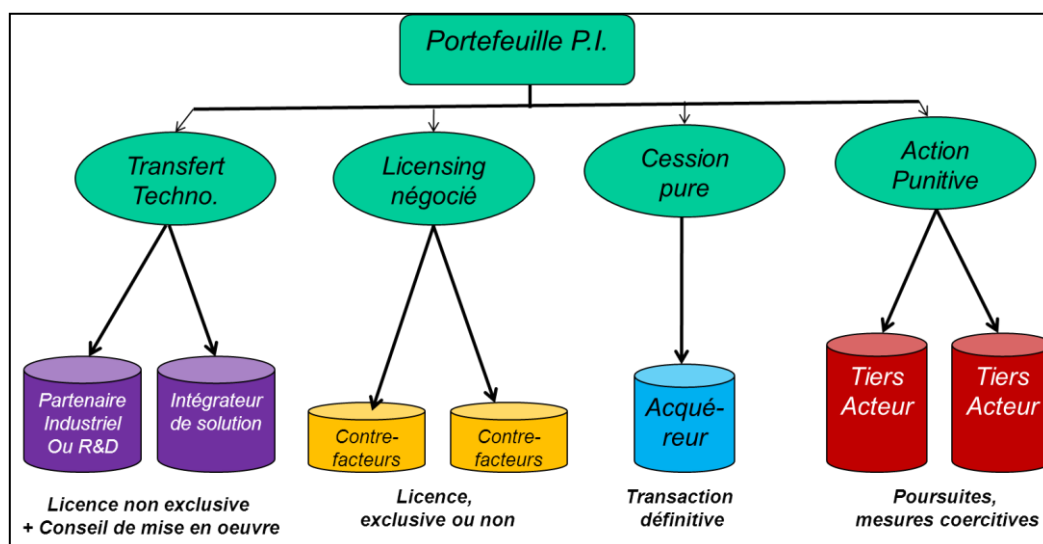 Portefeuille P.I.
Transfert
Techno.
Licensing
négocié
Cession
pure
Action
Punitive
Partenaire
Industriel
Ou R&D
Intégrateur
de solution
Contre-
facteurs
Contre-
facteurs
Acqué-
reur
Tiers
Acteur
Tiers
Acteur
Licence non exclusive
+ Conseil de mise en oeuvre
Licence,
exclusive ou non
Transaction
définitive
Poursuites,
mesures coercitives